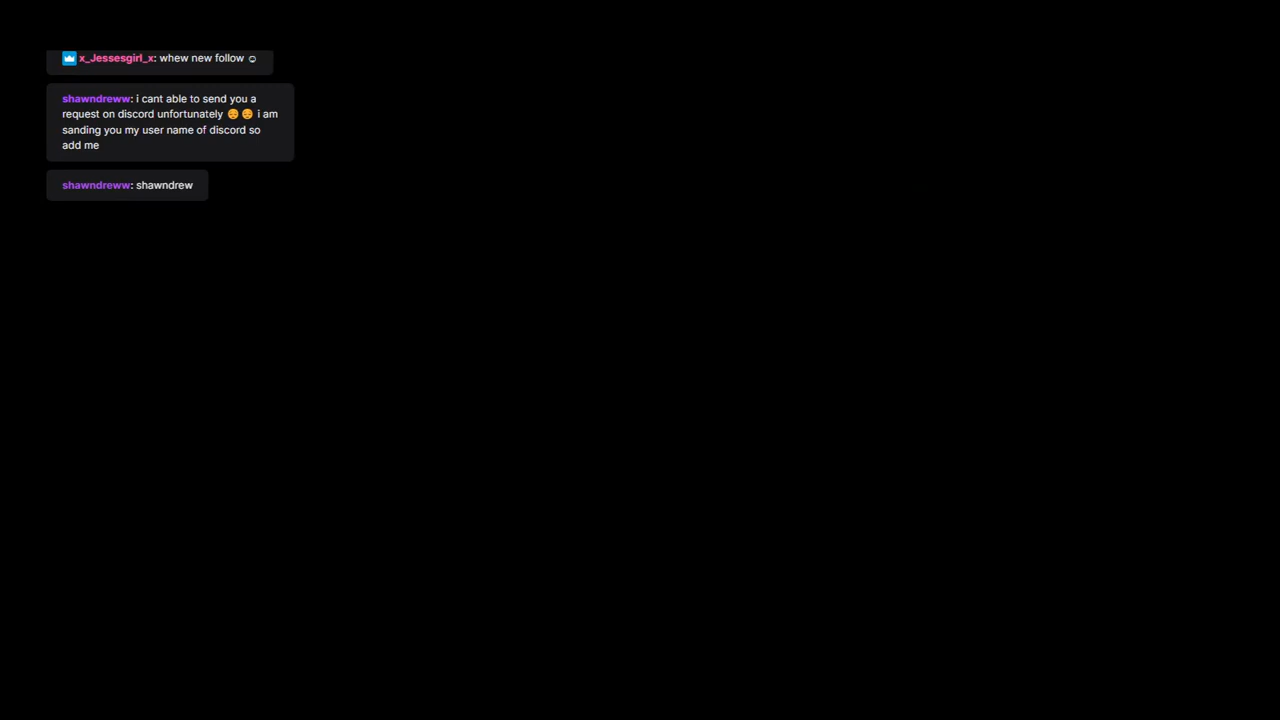 x_Jessesgirl_x: whew new follow ☺
shawndreww: i cant able to send you a
request on discord unfortunately 😔😔 i am
sanding you my user name of discord so
add me
shawndreww: shawndrew